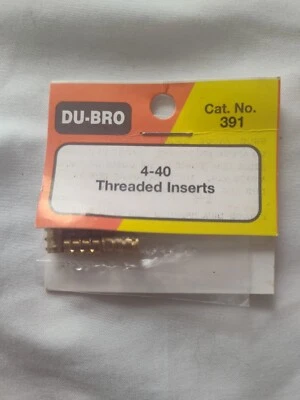 DU-BRO
Cat. No.
391
4-40
Threaded Inserts